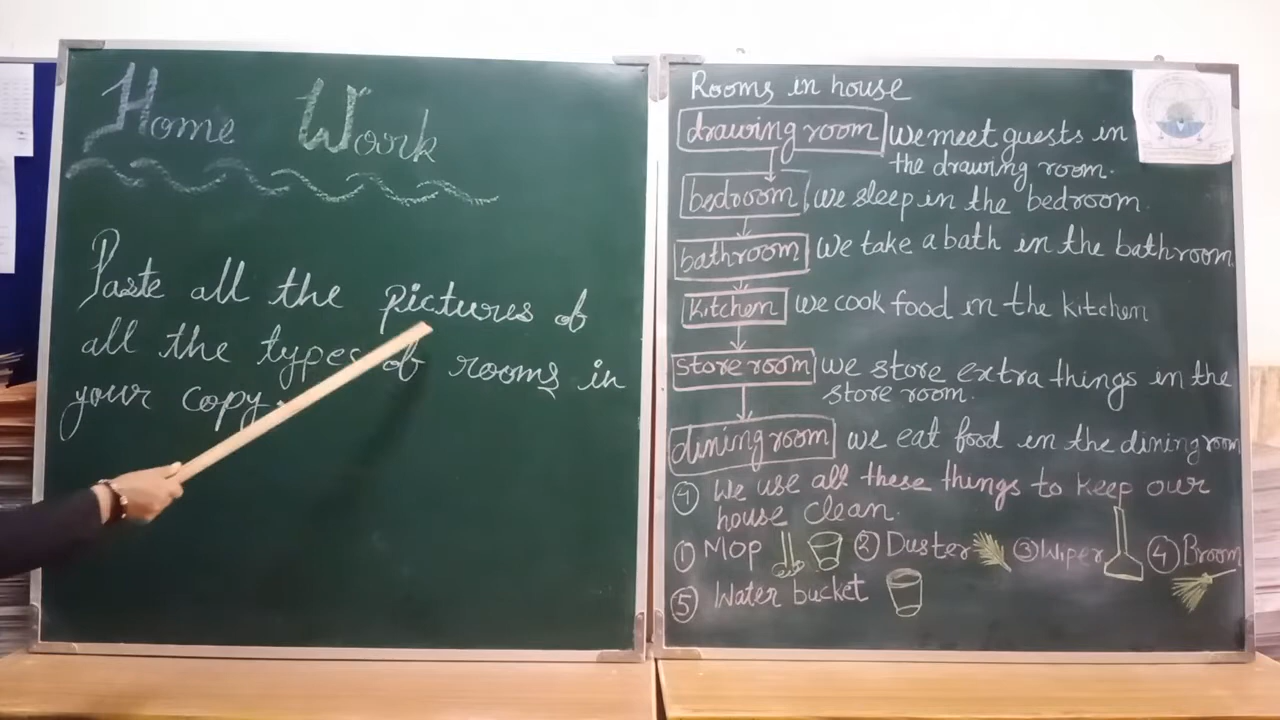 Home Work
Paste all the pictures of
all the types of rooms in
your copy.
Rooms in house
drawing room We meet guests in
the drawing room.
bedroom, we sleep in the bedroom.
bathroom we take a bath in the bathroom.
kitchen we cook food in the kitchen
store room we store extra things in the
store room.
dining room we eat food in the dining room
④ We use all these things to keep our
house clean.
① Mop ② Duster ③ Wiper ④ Broom
⑤ Water bucket